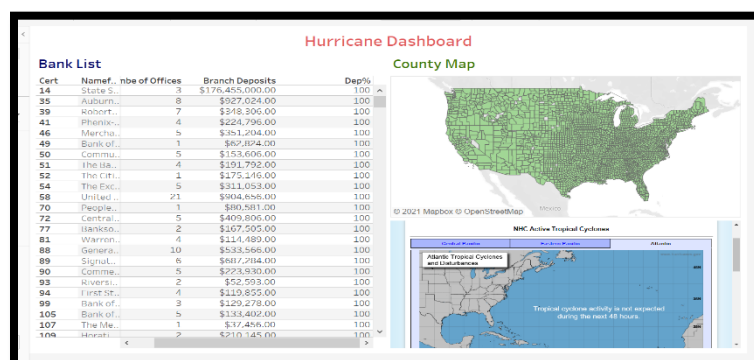 Hurricane Dashboard
Bank List
Cert Namef.. nbe of Offices Branch Deposits Dep%
14 State S.. 3 $176,455,000.00 100
35 Auburn.. 8 $927,024.00 100
39 Robert.. 7 $348,306.00 100
41 Phenix-.. 4 $224,796.00 100
46 Mercha.. 5 $351,204.00 100
49 Bank of.. 1 $62,824.00 100
50 Commu.. 5 $153,606.00 100
51 The Ba.. 4 $191,792.00 100
52 The Citi.. 1 $175,146.00 100
54 The Exc.. 5 $311,053.00 100
58 United .. 21 $904,656.00 100
70 People.. 1 $80,581.00 100
72 Central.. 5 $409,806.00 100
77 Bankso.. 2 $167,505.00 100
81 Warren.. 4 $114,489.00 100
88 Genera.. 10 $533,566.00 100
89 Signat.. 6 $687,284.00 100
90 Comme.. 5 $223,930.00 100
93 Riversi.. 2 $52,593.00 100
94 First St.. 4 $119,855.00 100
99 Bank of.. 3 $129,278.00 100
105 Bank of.. 5 $133,402.00 100
107 The Me.. 1 $37,456.00 100
109 Horati.. 2 $210,145.00 100
County Map
Mexico
© 2021 Mapbox © OpenStreetMap
NHC Active Tropical Cyclones
Central Pacific Eastern Pacific Atlantic
Atlantic Tropical Cyclones
and Disturbances
Tropical cyclone activity is not expected
during the next 48 hours.